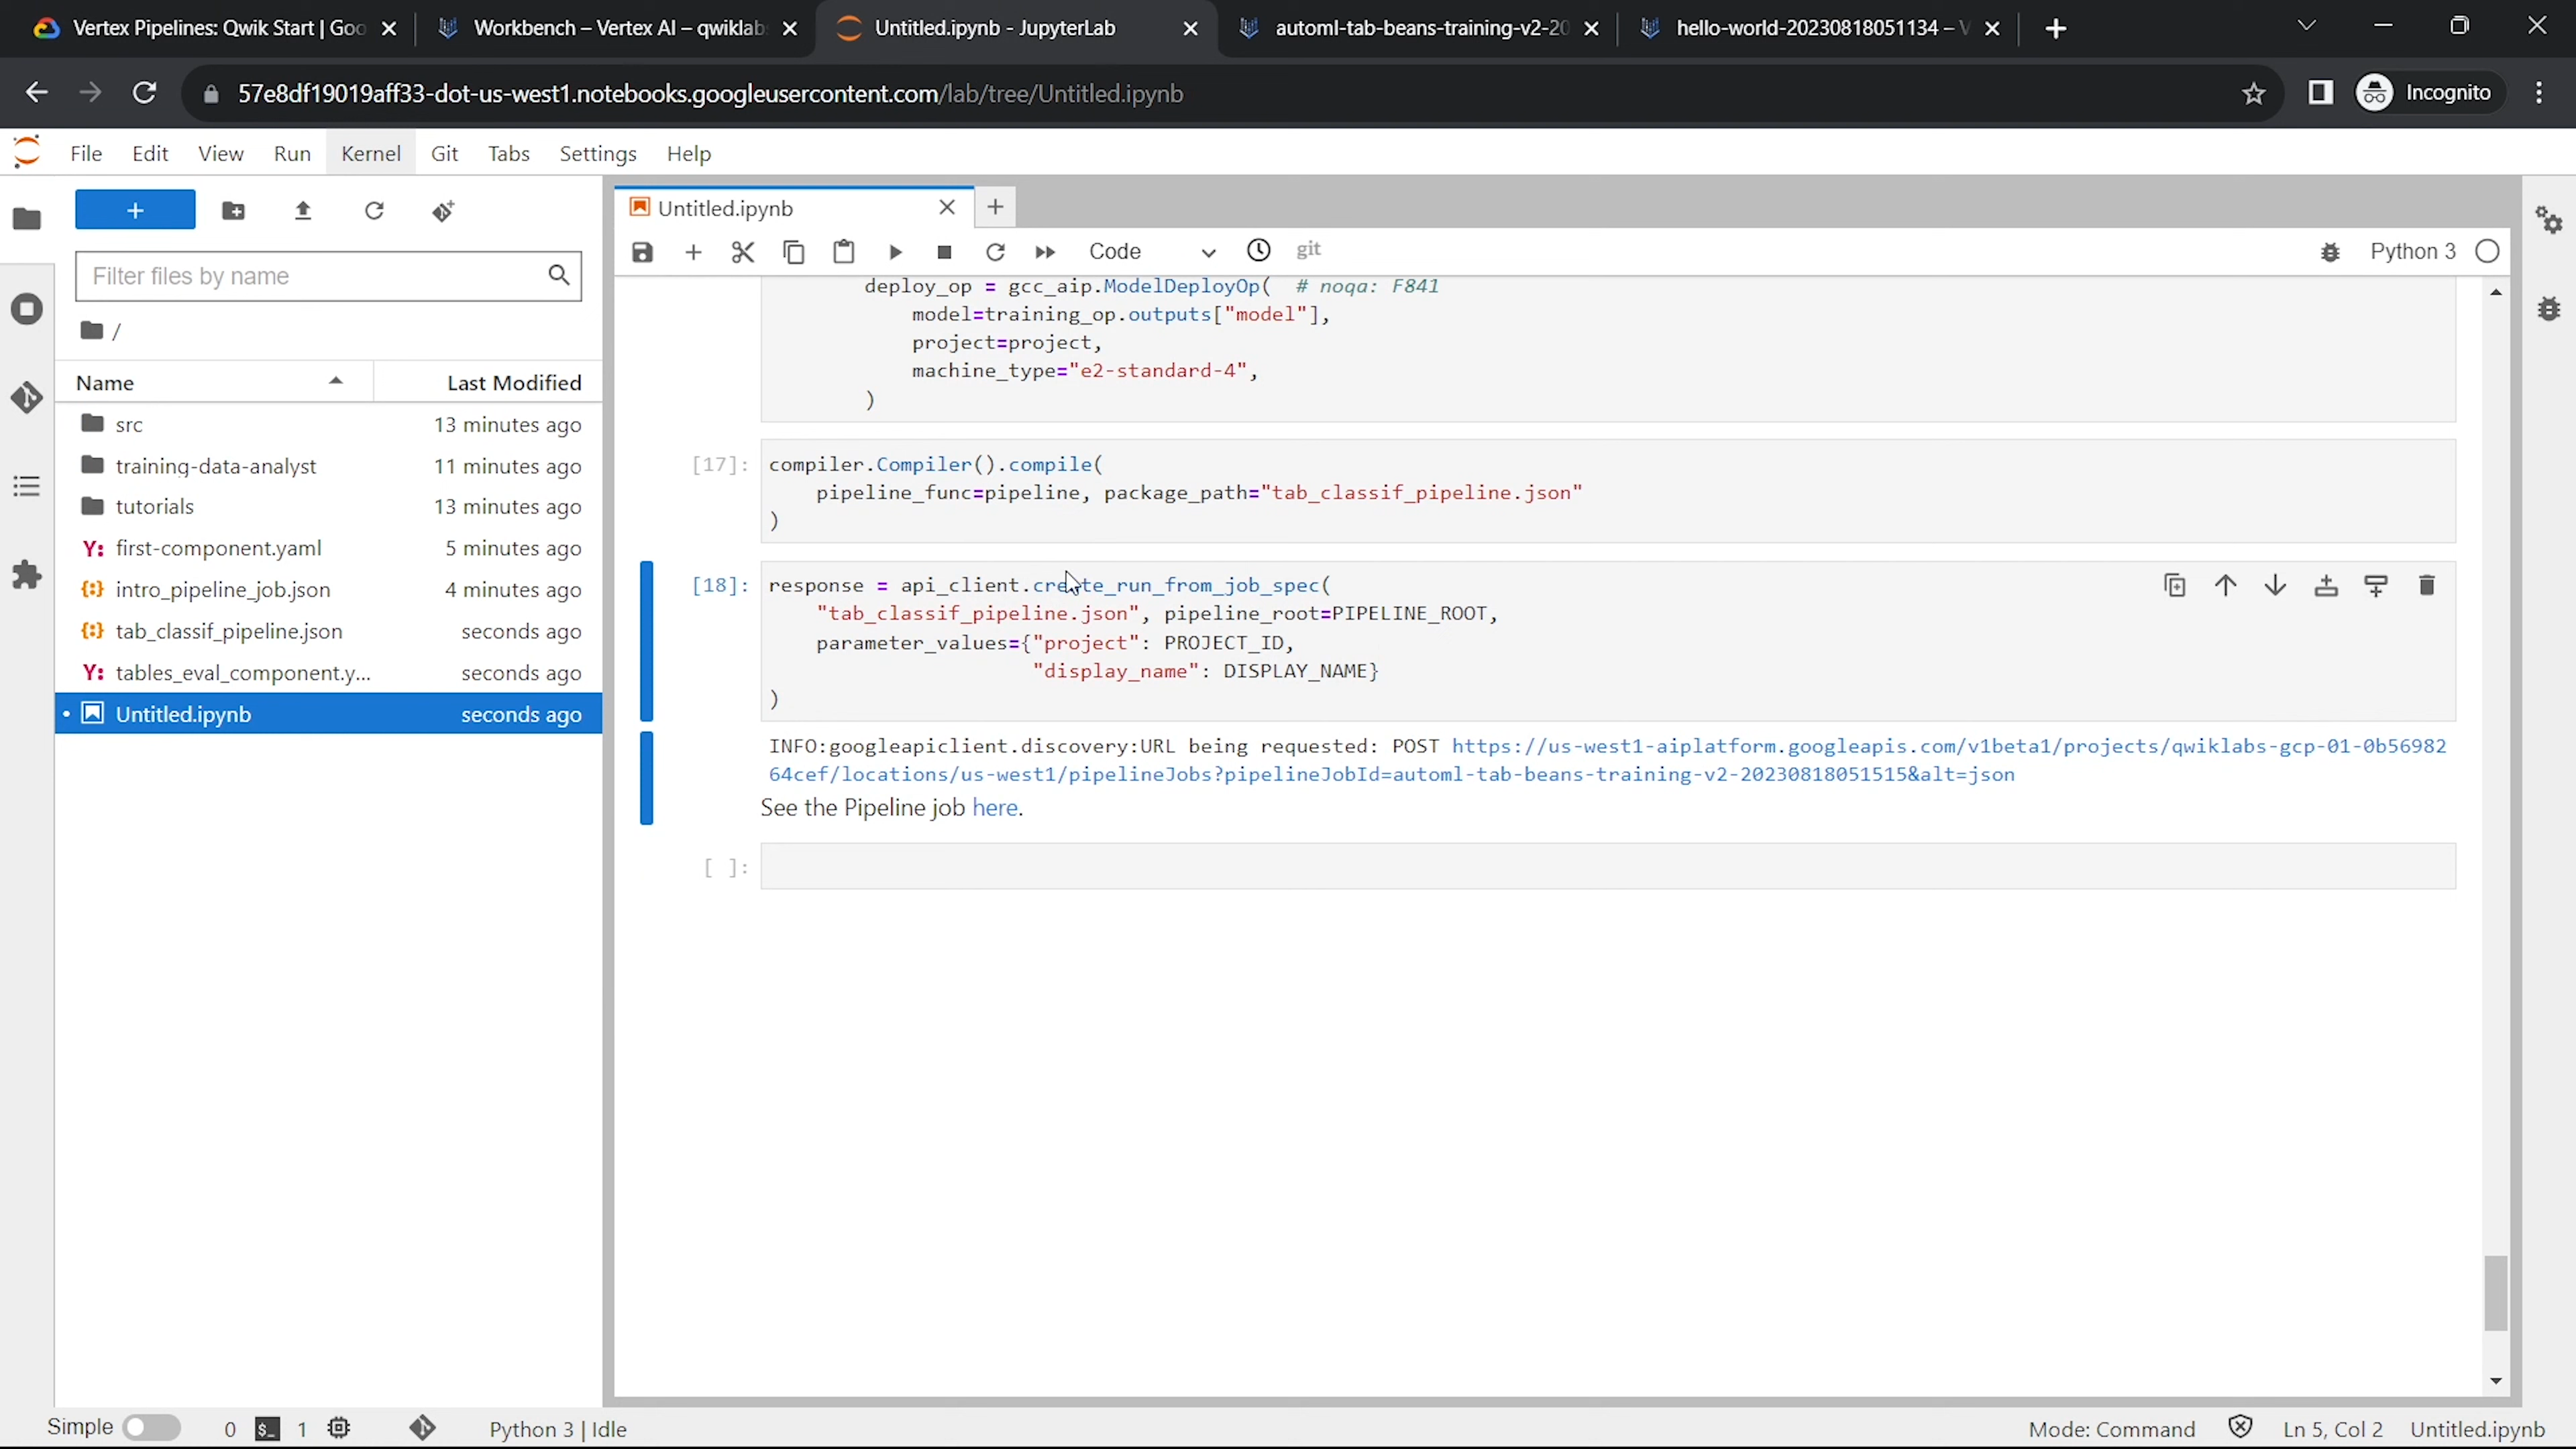 Vertex Pipelines: Qwik Start | Goo
Workbench – Vertex AI – qwiklab
Untitled.ipynb - JupyterLab
automl-tab-beans-training-v2-20
hello-world-20230818051134 – V
57e8df19019aff33-dot-us-west1.notebooks.googleusercontent.com/lab/tree/Untitled.ipynb
Incognito
File Edit View Run Kernel Git Tabs Settings Help
Untitled.ipynb
Code
git
Python 3
Filter files by name
/
Name Last Modified
src 13 minutes ago
training-data-analyst 11 minutes ago
tutorials 13 minutes ago
Y: first-component.yaml 5 minutes ago
{:} intro_pipeline_job.json 4 minutes ago
{:} tab_classif_pipeline.json seconds ago
Y: tables_eval_component.y... seconds ago
• Untitled.ipynb seconds ago
deploy_op = gcc_aip.ModelDeployOp( # noqa: F841
model=training_op.outputs["model"],
project=project,
machine_type="e2-standard-4",
)
[17]: compiler.Compiler().compile(
pipeline_func=pipeline, package_path="tab_classif_pipeline.json"
)
[18]: response = api_client.create_run_from_job_spec(
"tab_classif_pipeline.json", pipeline_root=PIPELINE_ROOT,
parameter_values={"project": PROJECT_ID,
"display_name": DISPLAY_NAME}
)
INFO:googleapiclient.discovery:URL being requested: POST https://us-west1-aiplatform.googleapis.com/v1beta1/projects/qwiklabs-gcp-01-0b56982
64cef/locations/us-west1/pipelineJobs?pipelineJobId=automl-tab-beans-training-v2-20230818051515&alt=json
See the Pipeline job here.
[ ]:
Simple 0 $_ 1 Python 3 | Idle Mode: Command Ln 5, Col 2 Untitled.ipynb